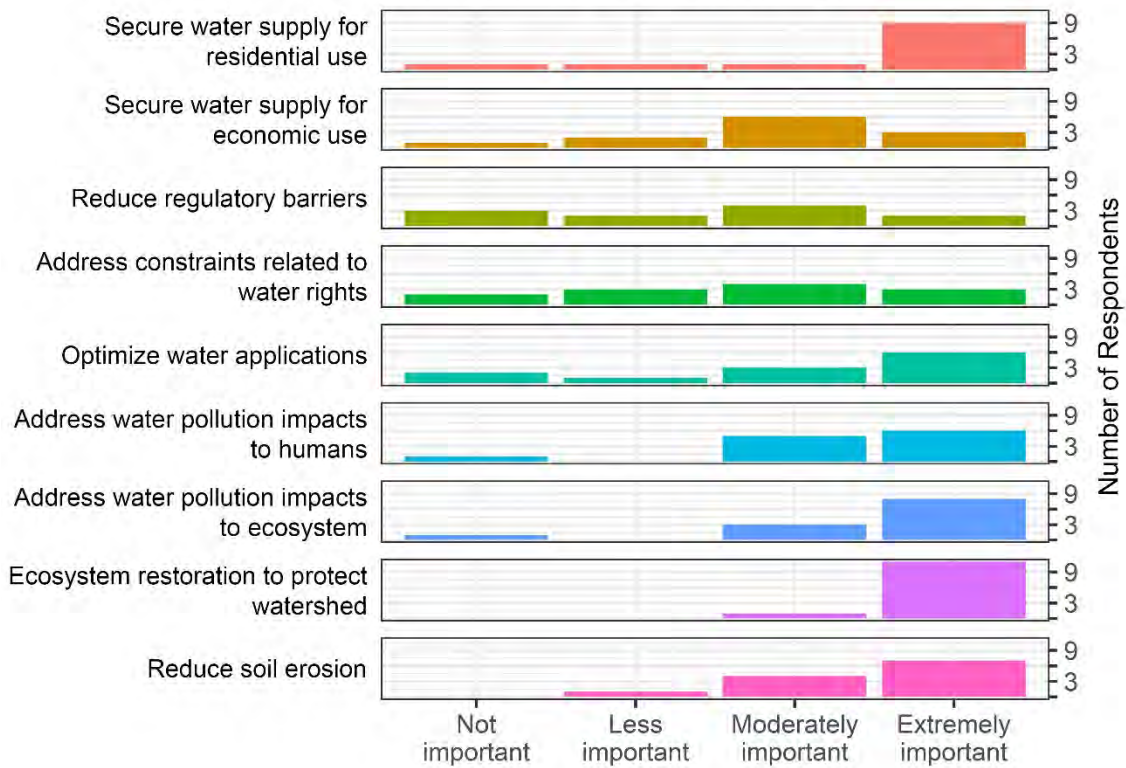 Secure water supply for
residential use
9
3
Secure water supply for
economic use
9
3
Reduce regulatory barriers
9
3
Address constraints related to
water rights
9
3
Optimize water applications
9
3
Address water pollution impacts
to humans
9
3
Address water pollution impacts
to ecosystem
9
3
Ecosystem restoration to protect
watershed
9
3
Reduce soil erosion
9
3
Number of Respondents
Not
important
Less
important
Moderately
important
Extremely
important